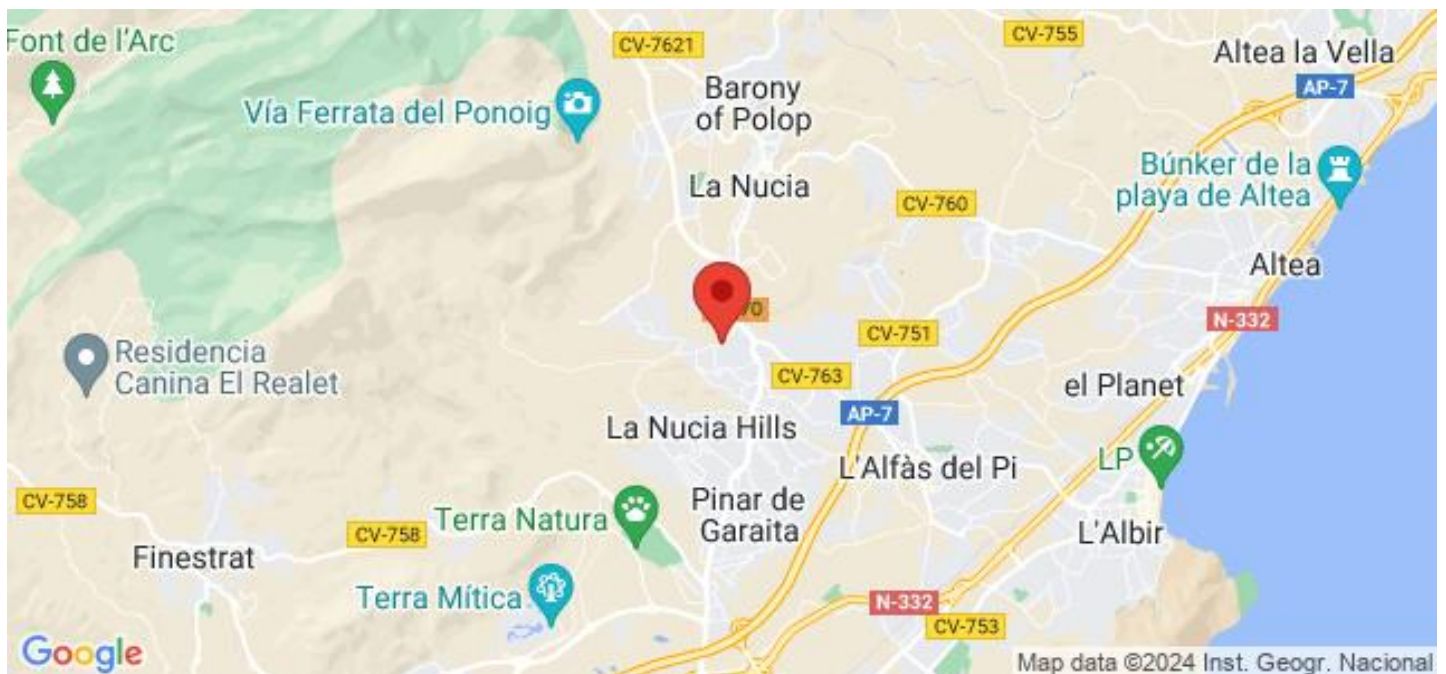 Font de l'Arc
CV-7621
CV-755
Altea la Vella
AP-7
Vía Ferrata del Ponoig
Barony
of Polop
Búnker de la
playa de Altea
La Nucia
CV-760
Altea
70
N-332
CV-751
Residencia
Canina El Realet
CV-763
el Planet
AP-7
La Nucia Hills
LP
L'Alfàs del Pi
CV-758
Terra Natura
Pinar de
Garaita
CV-758
L'Albir
Finestrat
Terra Mítica
N-332
CV-753
Google
Map data ©2024 Inst. Geogr. Nacional